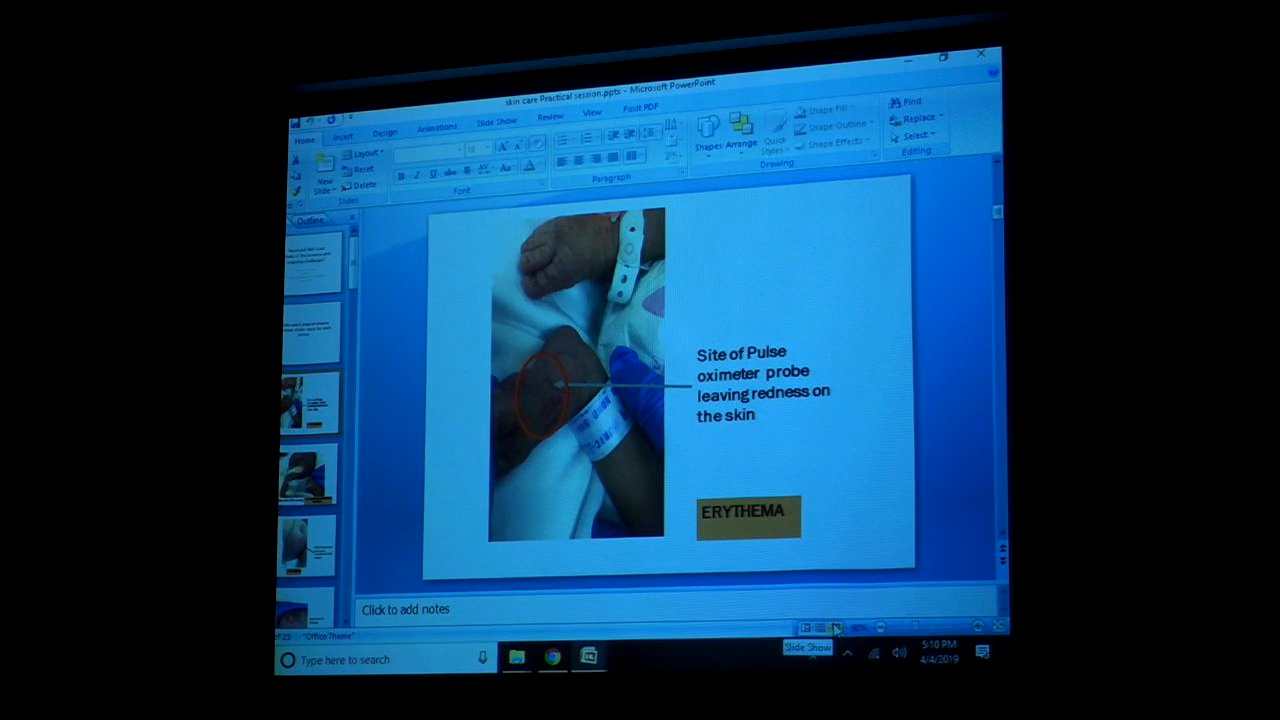 skin care Practical session.pptx - Microsoft PowerPoint
Home Insert Design Animations Slide Show Review View Foxit PDF
New Slide
Layout
Reset
Delete
Slides
Font
Paragraph
Shapes
Arrange
Quick Styles
Shape Fill
Shape Outline
Shape Effects
Drawing
Find
Replace
Select
Editing
Outline
Site of Pulse
oximeter probe
leaving redness on
the skin
ERYTHEMA
Click to add notes
of 23 "Office Theme"
Slide Show
Type here to search
5:10 PM
4/4/2019